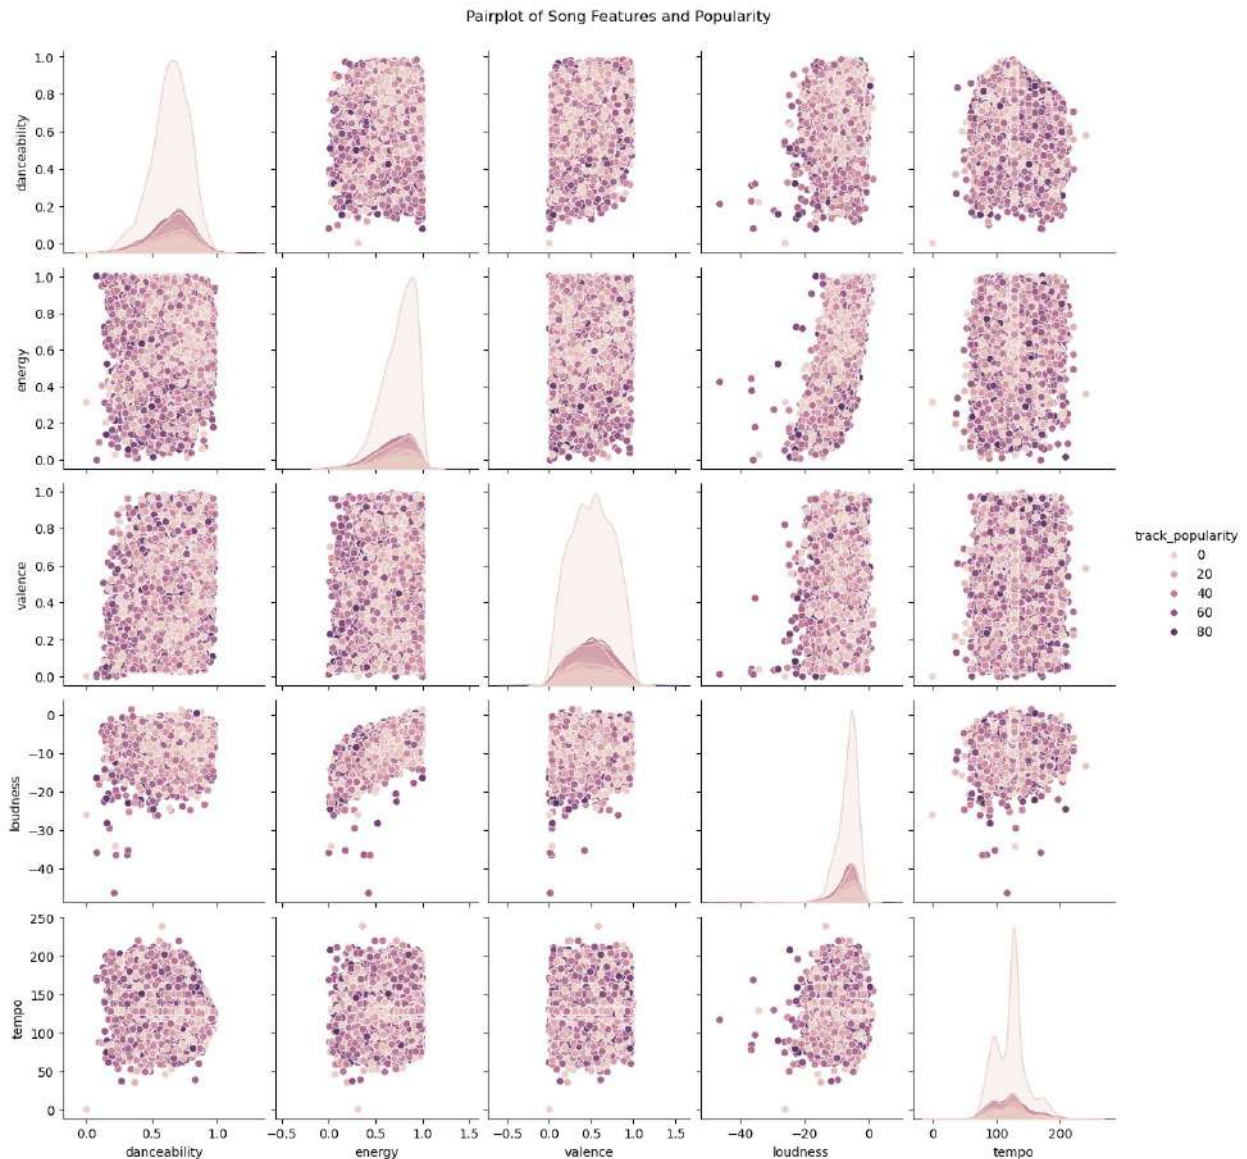 Pairplot of Song Features and Popularity
1.0
0.8
0.6
0.4
0.2
0.0
danceability
1.0
0.8
0.6
0.4
0.2
0.0
energy
1.0
0.8
0.6
0.4
0.2
0.0
valence
track_popularity
0
20
40
60
80
0
−10
−20
−30
−40
loudness
250
200
150
100
50
0
tempo
0.0 0.5 1.0
danceability
−0.5 0.0 0.5 1.0 1.5
energy
−0.5 0.0 0.5 1.0 1.5
valence
−40 −20 0
loudness
0 100 200
tempo